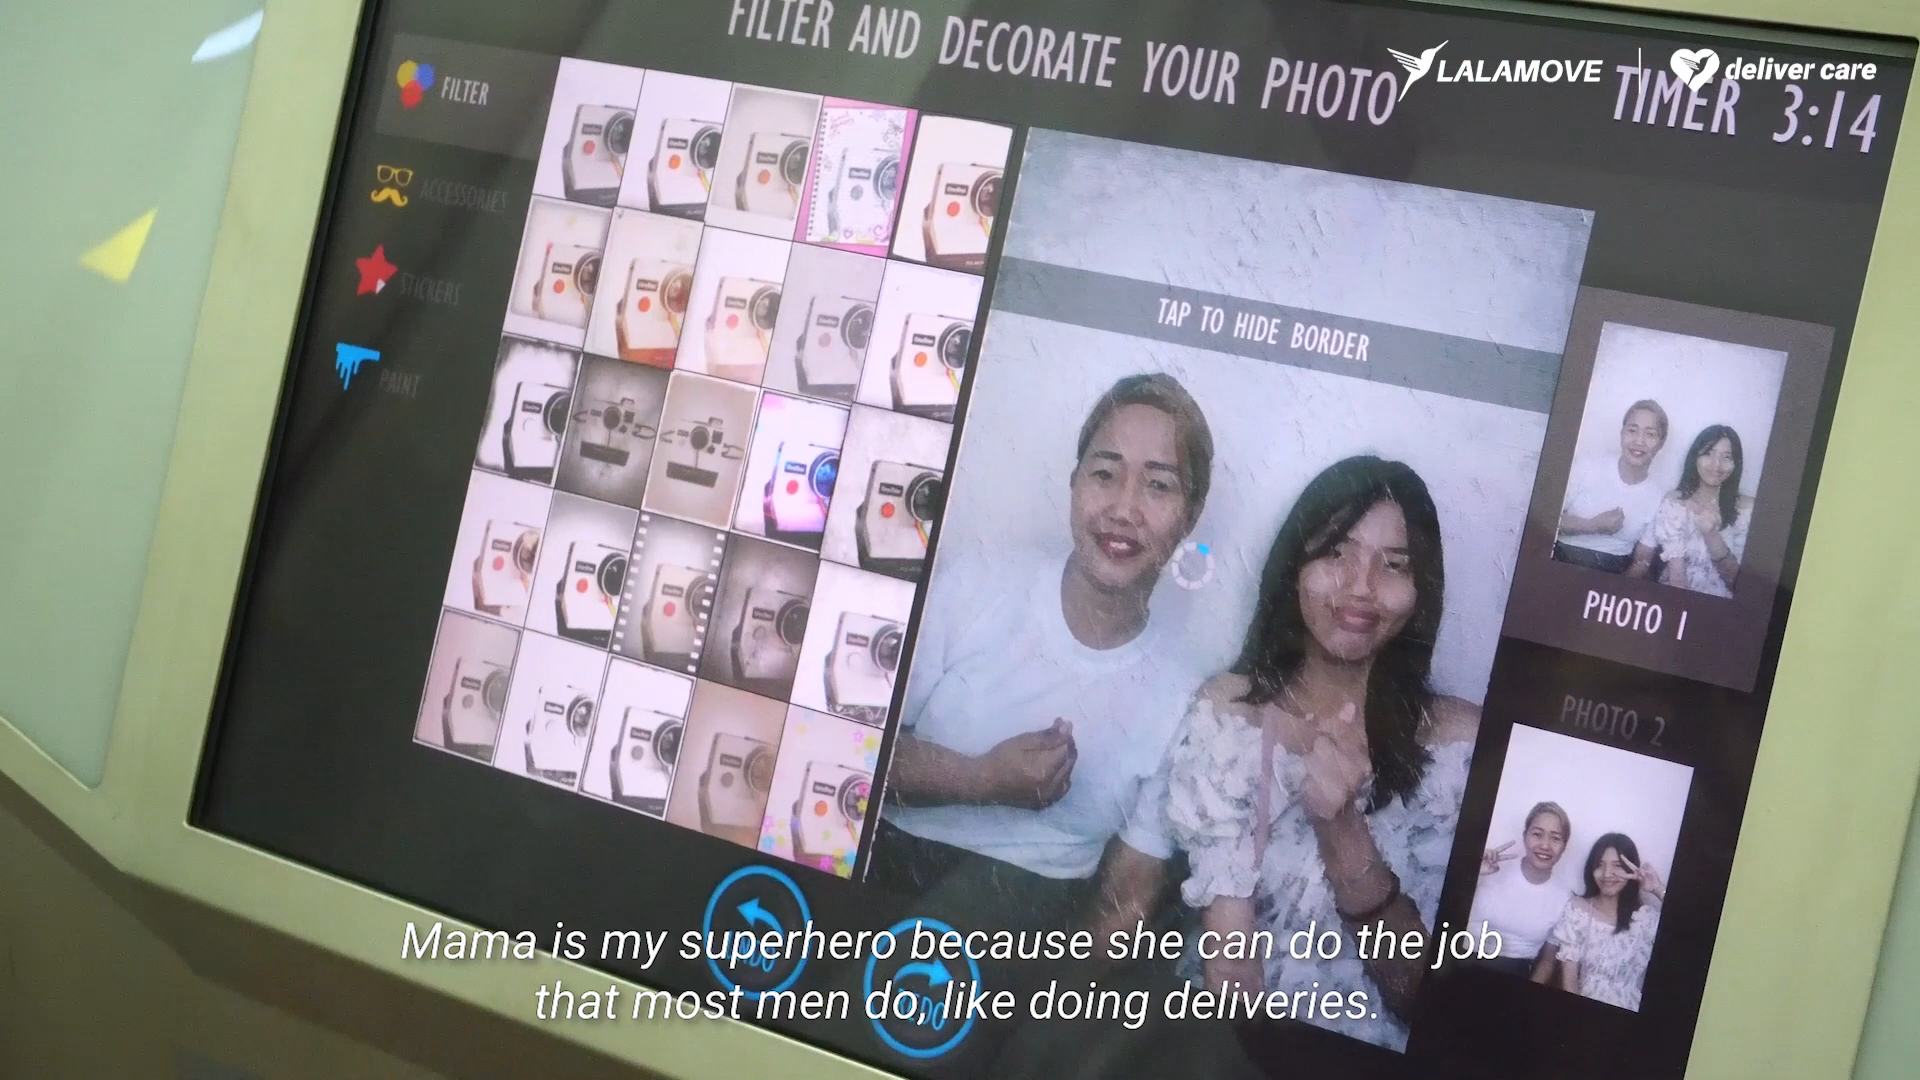 FILTER AND DECORATE YOUR PHOTO
LALAMOVE
deliver care
TIMER 3:14
FILTER
ACCESSORIES
STICKERS
PAINT
TAP TO HIDE BORDER
PHOTO 1
PHOTO 2
Mama is my superhero because she can do the job
that most men do, like doing deliveries.